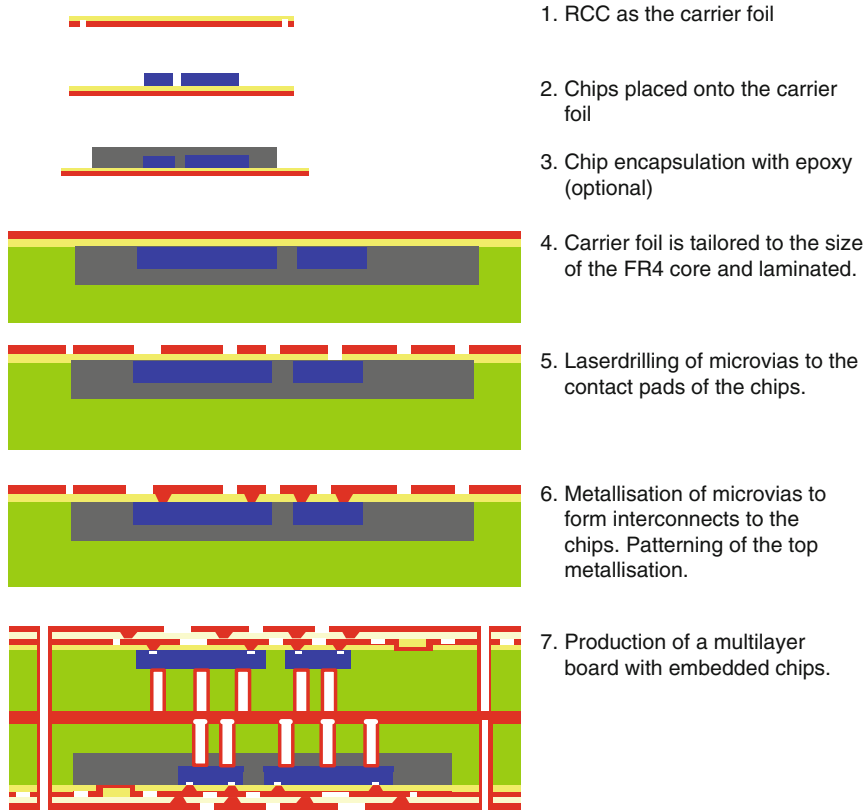 1. RCC as the carrier foil
2. Chips placed onto the carrier
foil
3. Chip encapsulation with epoxy
(optional)
4. Carrier foil is tailored to the size
of the FR4 core and laminated.
5. Laserdrilling of microvias to the
contact pads of the chips.
6. Metallisation of microvias to
form interconnects to the
chips. Patterning of the top
metallisation.
7. Production of a multilayer
board with embedded chips.